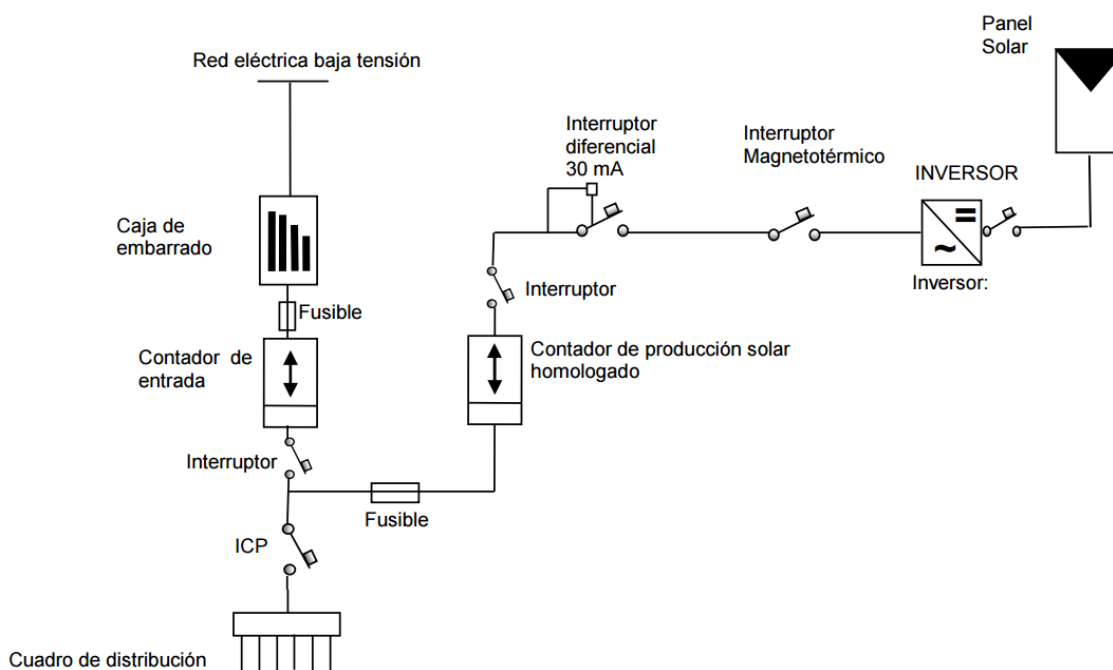 Panel
Solar
Red eléctrica baja tensión
Interruptor
diferencial
30 mA
Interruptor
Magnetotérmico
INVERSOR
Caja de
embarrado
Inversor:
Interruptor
Fusible
Contador de
entrada
Contador de producción solar
homologado
Interruptor
Fusible
ICP
Cuadro de distribución